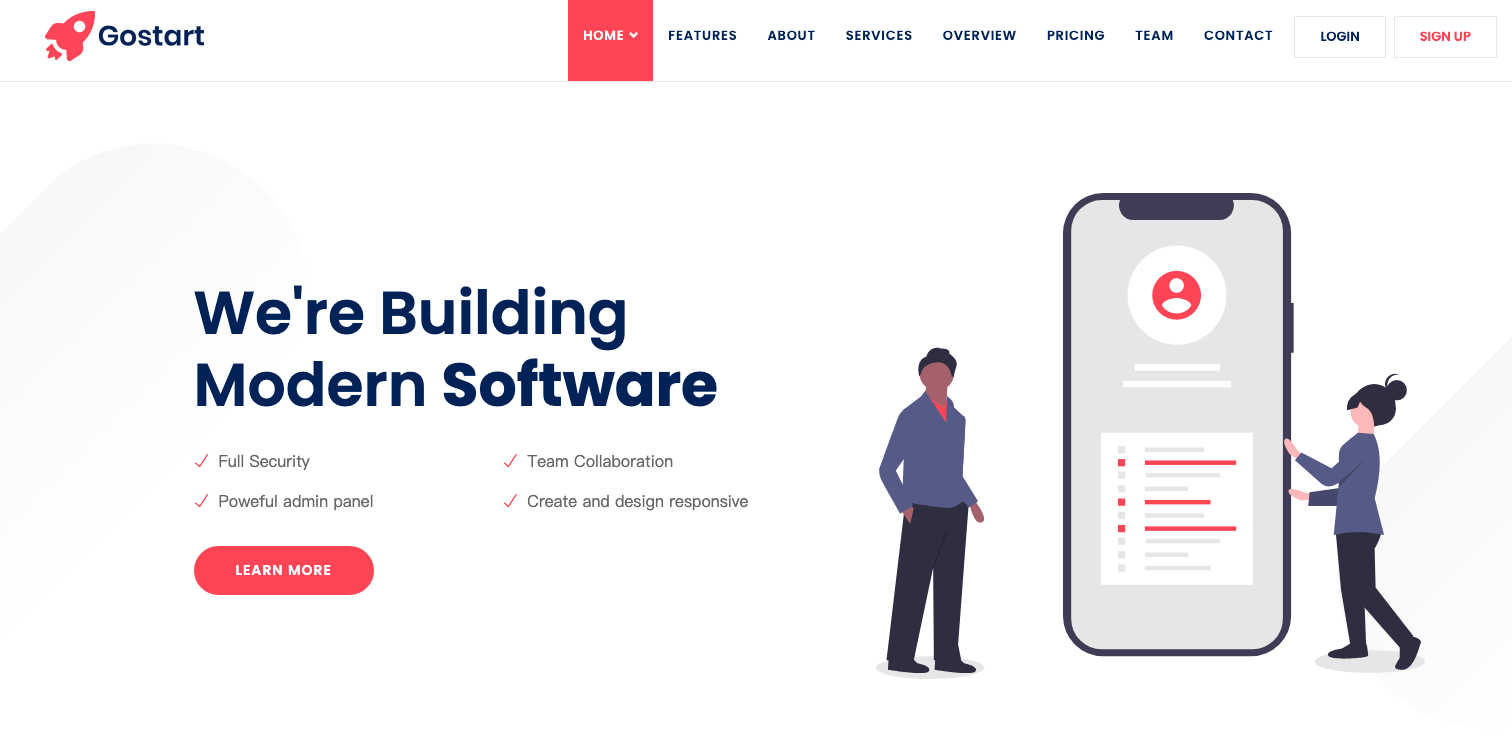 Gostart
HOME
FEATURES
ABOUT
SERVICES
OVERVIEW
PRICING
TEAM
CONTACT
LOGIN
SIGN UP
We're Building
Modern Software
Full Security
Team Collaboration
Poweful admin panel
Create and design responsive
LEARN MORE